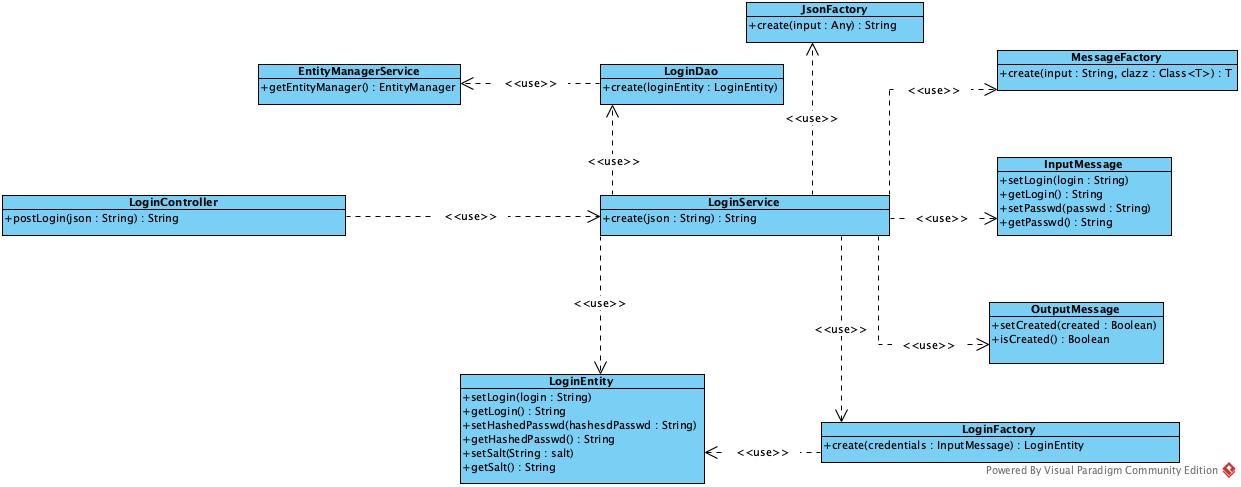 JsonFactory
+create(input : Any) : String
MessageFactory
+create(input : String, clazz : Class<T>) : T
EntityManagerService
+getEntityManager() : EntityManager
<<use>>
LoginDao
+create(loginEntity : LoginEntity)
<<use>>
<<use>>
<<use>>
InputMessage
+setLogin(login : String)
+getLogin() : String
+setPasswd(passwd : String)
+getPasswd() : String
LoginController
+postLogin(json : String) : String
<<use>>
LoginService
+create(json : String) : String
<<use>>
<<use>>
OutputMessage
+setCreated(created : Boolean)
+isCreated() : Boolean
<<use>>
<<use>>
LoginEntity
+setLogin(login : String)
+getLogin() : String
+setHashedPasswd(hashesdPasswd : String)
+getHashedPasswd() : String
+setSalt(String : salt)
+getSalt() : String
<<use>>
LoginFactory
+create(credentials : InputMessage) : LoginEntity
Powered By Visual Paradigm Community Edition